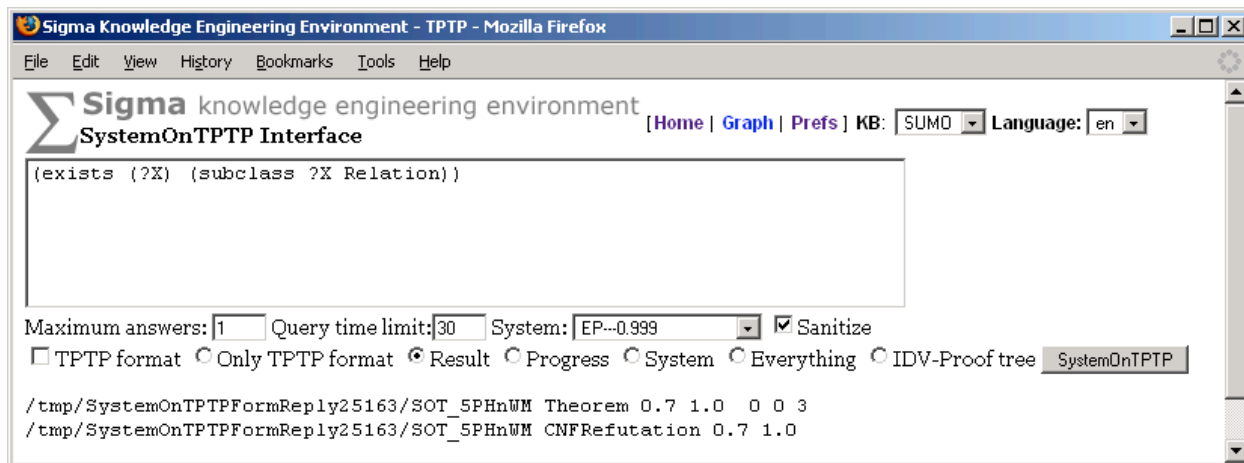 Sigma Knowledge Engineering Environment - TPTP - Mozilla Firefox
File Edit View History Bookmarks Tools Help
Sigma knowledge engineering environment
SystemOnTPTP Interface
[Home | Graph | Prefs ] KB: SUMO Language: en
(exists (?X) (subclass ?X Relation))
Maximum answers: 1 Query time limit: 30 System: EP---0.999 Sanitize
TPTP format Only TPTP format Result Progress System Everything IDV-Proof tree SystemOnTPTP
/tmp/SystemOnTPTPFormReply25163/SOT_5PHnWM Theorem 0.7 1.0 0 0 3
/tmp/SystemOnTPTPFormReply25163/SOT_5PHnWM CNFRefutation 0.7 1.0